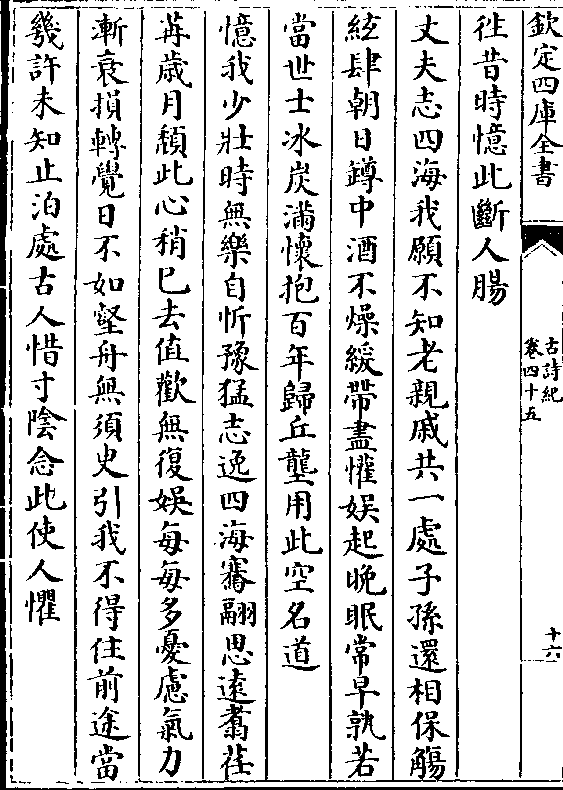 欽定四庫全書
古詩紀
卷四十五
十六
徃昔時憶此斷人腸
丈夫志四海我願不知老親戚共一處子孫還相保觴
絃肆朝日鐏中酒不燥緩帶盡懽娱起晚眠常早孰若
當世士冰炭滿懷抱百年歸丘壟用此空名道
憶我少壯時無樂自忻豫猛志逸四海騫翮思遠翥荏
苒歲月頽此心稍已去值歡無復娱每每多憂慮氣力
漸衰損轉覺日不如壑舟無須臾引我不得住前途當
幾許未知止泊處古人惜寸陰念此使人懼